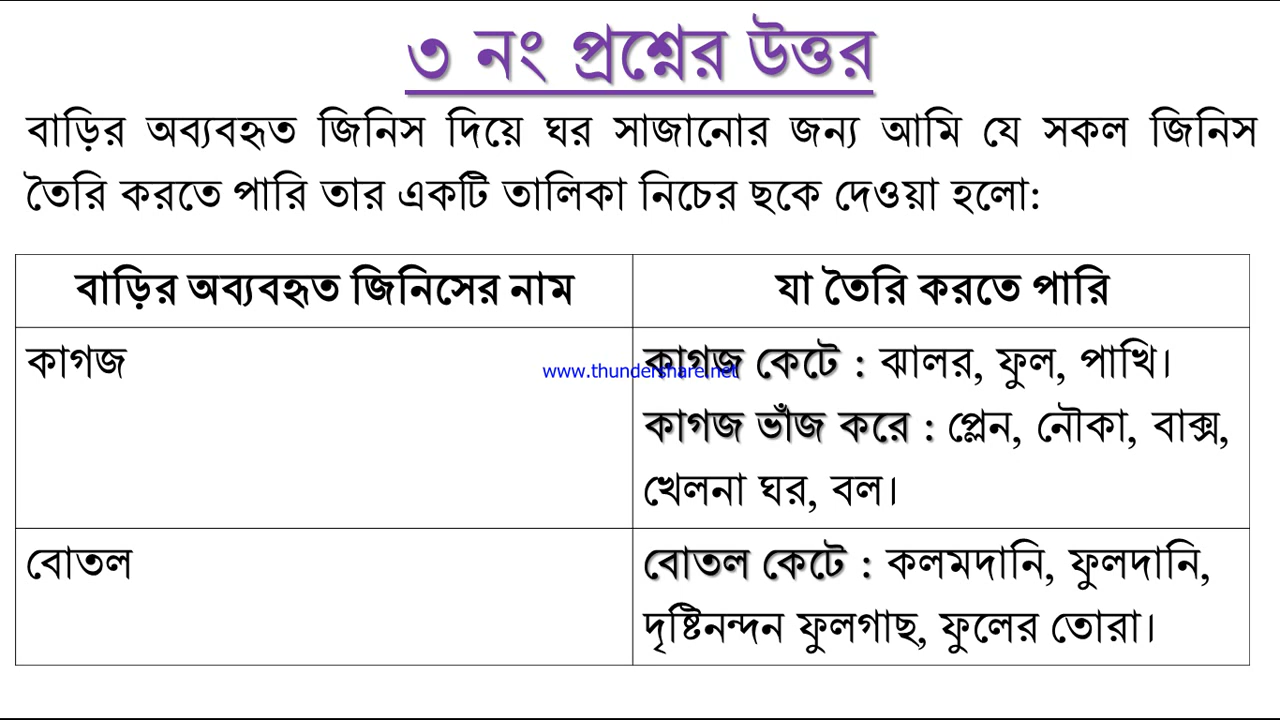 ৩ নং প্রশ্নের উত্তর
বাড়ির অব্যবহৃত জিনিস দিয়ে ঘর সাজানোর জন্য আমি যে সকল জিনিস
তৈরি করতে পারি তার একটি তালিকা নিচের ছকে দেওয়া হলো:
বাড়ির অব্যবহৃত জিনিসের নাম
যা তৈরি করতে পারি
কাগজ
কাগজ কেটে : ঝালর, ফুল, পাখি।
www.thundershare.net
কাগজ ভাঁজ করে : প্লেন, নৌকা, বাক্স,
খেলনা ঘর, বল।
বোতল
বোতল কেটে : কলমদানি, ফুলদানি,
দৃষ্টিনন্দন ফুলগাছ, ফুলের তোরা।